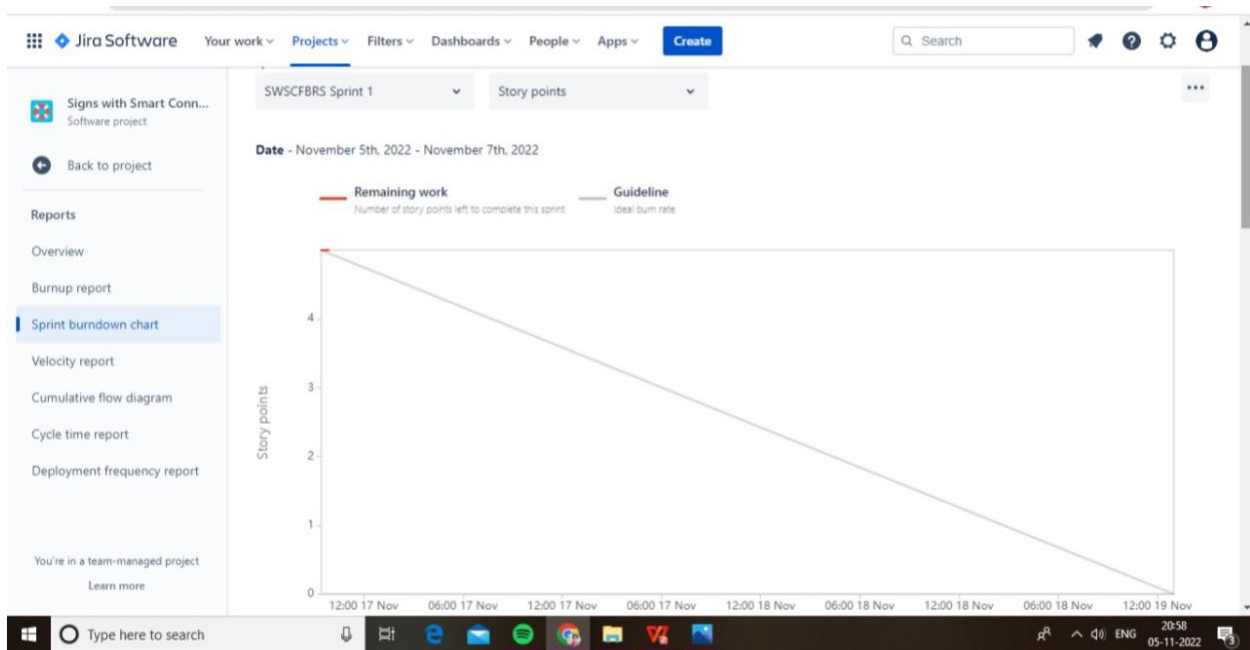 Jira Software Your work Projects Filters Dashboards People Apps Create Search
Signs with Smart Conn...
Software project
Back to project
Reports
Overview
Burnup report
Sprint burndown chart
Velocity report
Cumulative flow diagram
Cycle time report
Deployment frequency report
You're in a team-managed project
Learn more
SWSCFBRS Sprint 1 Story points
Date - November 5th, 2022 - November 7th, 2022
Remaining work
Number of story points left to complete this sprint
Guideline
Ideal burn rate
Story points
4
3
2
1
0
12:00 17 Nov 06:00 17 Nov 12:00 17 Nov 06:00 17 Nov 12:00 18 Nov 06:00 18 Nov 12:00 18 Nov 06:00 18 Nov 12:00 19 Nov
Type here to search
ENG
20:58
05-11-2022
3